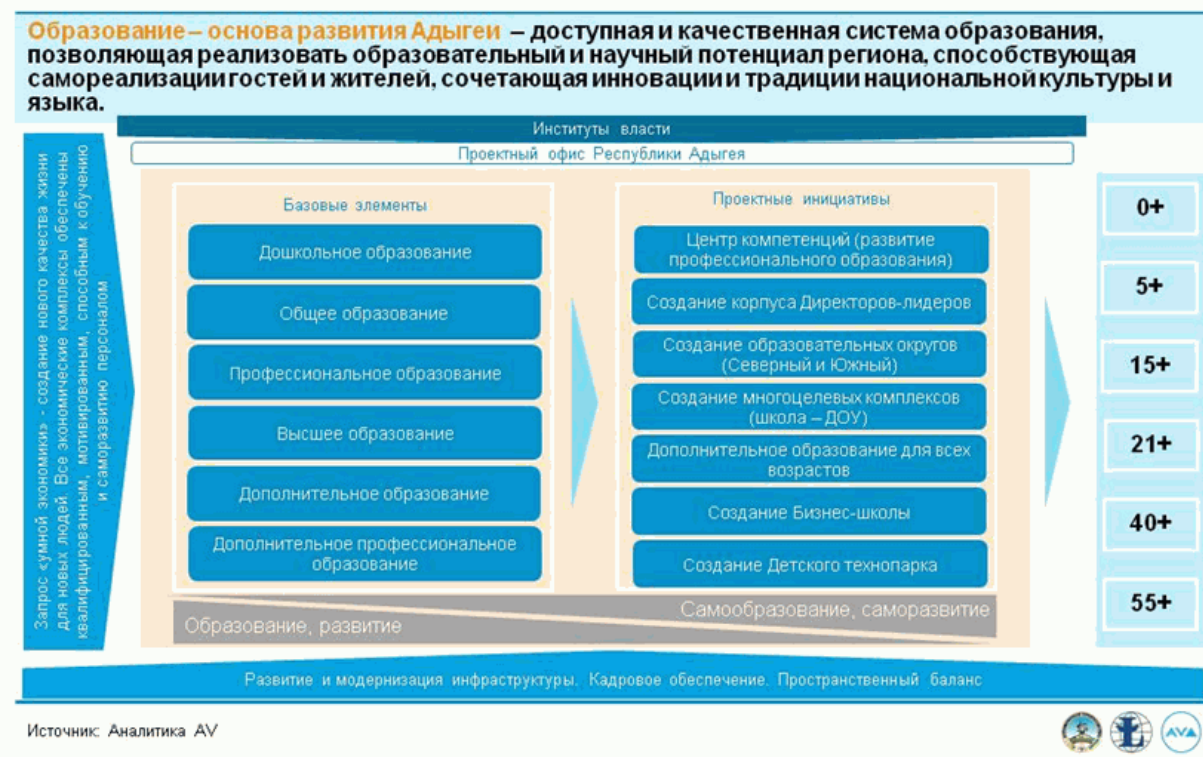 Образование – основа развития Адыгеи – доступная и качественная система образования,
позволяющая реализовать образовательный и научный потенциал региона, способствующая
самореализации гостей и жителей, сочетающая инновации и традиции национальной культуры и
языка.
Институты власти
Проектный офис Республики Адыгея
Запрос «умной экономики» - создание нового качества жизни
для новых людей. Все экономические комплексы обеспечены
квалифицированным, мотивированным, способным к обучению
и саморазвитию персоналом
Базовые элементы
Дошкольное образование
Общее образование
Профессиональное образование
Высшее образование
Дополнительное образование
Дополнительное профессиональное
образование
Проектные инициативы
Центр компетенций (развитие
профессионального образования)
Создание корпуса Директоров-лидеров
Создание образовательных округов
(Северный и Южный)
Создание многоцелевых комплексов
(школа – ДОУ)
Дополнительное образование для всех
возрастов
Создание Бизнес-школы
Создание Детского технопарка
0+
5+
15+
21+
40+
55+
Образование, развитие
Самообразование, саморазвитие
Развитие и модернизация инфраструктуры. Кадровое обеспечение. Пространственный баланс
Источник: Аналитика AV
AVA